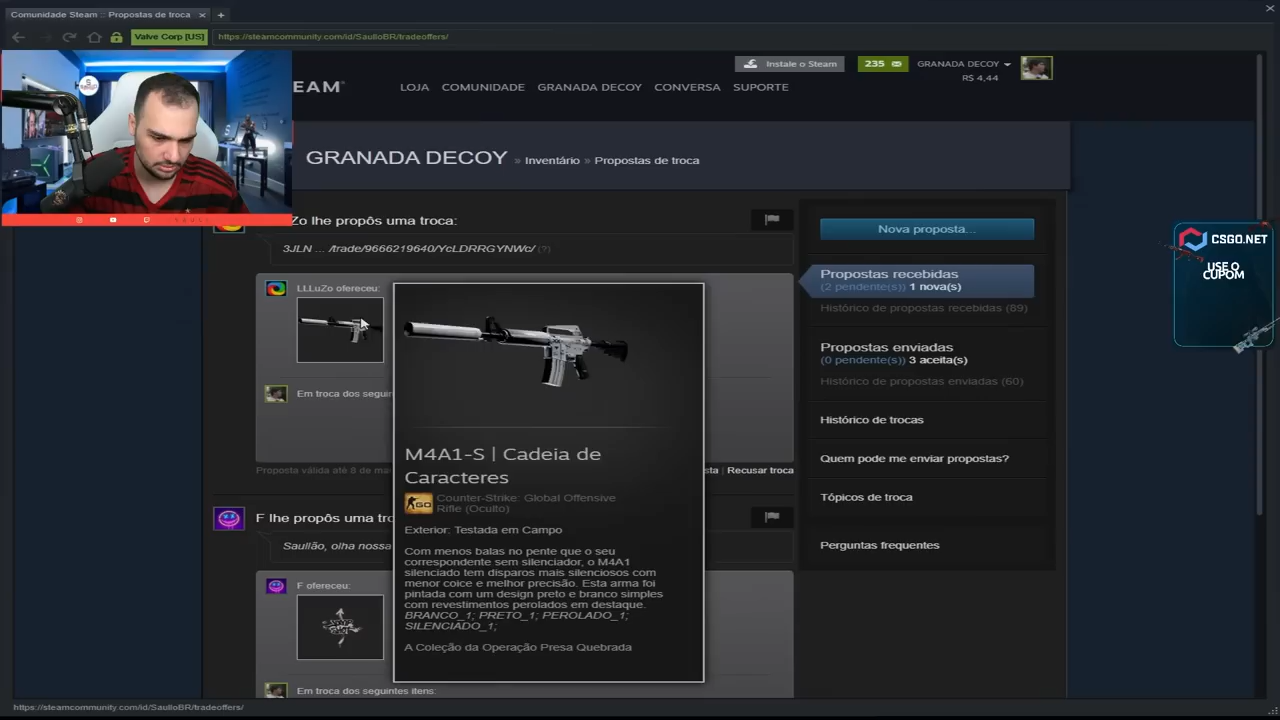 Comunidade Steam :: Propostas de troca
Valve Corp [US]
https://steamcommunity.com/id/SaulloBR/tradeoffers/
Instale o Steam
235
GRANADA DECOY
R$ 4,44
EAM
LOJA COMUNIDADE GRANADA DECOY CONVERSA SUPORTE
GRANADA DECOY » Inventário » Propostas de troca
Zo lhe propôs uma troca:
3JLN ... /trade/9666219640/YcLDRRGYNWc/ (?)
LLLuZo ofereceu:
Em troca dos seguin
Proposta válida até 8 de ma
sta | Recusar troca
F lhe propôs uma tro
Saullão, olha nossa
F ofereceu:
Em troca dos seguintes itens:
M4A1-S | Cadeia de
Caracteres
Counter-Strike: Global Offensive
Rifle (Oculto)
Exterior: Testada em Campo
Com menos balas no pente que o seu
correspondente sem silenciador, o M4A1
silenciado tem disparos mais silenciosos com
menor coice e melhor precisão. Esta arma foi
pintada com um design preto e branco simples
com revestimentos perolados em destaque.
BRANCO_1; PRETO_1; PEROLADO_1;
SILENCIADO_1;
A Coleção da Operação Presa Quebrada
Nova proposta...
Propostas recebidas
(2 pendente(s)) 1 nova(s)
Histórico de propostas recebidas (89)
Propostas enviadas
(0 pendente(s)) 3 aceita(s)
Histórico de propostas enviadas (60)
Histórico de trocas
Quem pode me enviar propostas?
Tópicos de troca
Perguntas frequentes
CSGO.NET
USE O
CUPOM
https://steamcommunity.com/id/SaulloBR/tradeoffers/